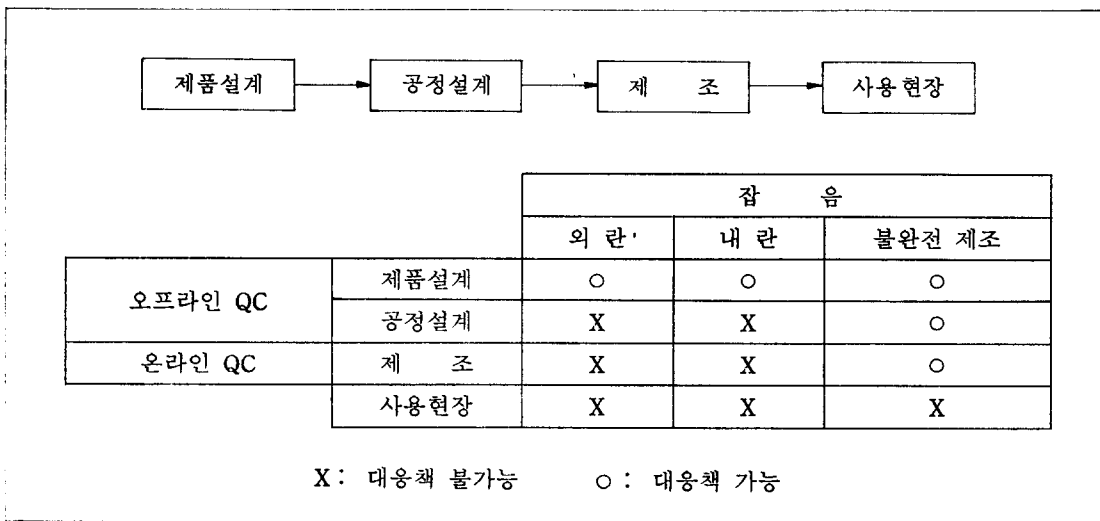 제품설계 공정설계 제 조 사용현장
잡 음
외 란 내 란 불완전 제조
오프라인 QC 제품설계 ○ ○ ○
공정설계 X X ○
온라인 QC 제 조 X X ○
사용현장 X X X
X : 대응책 불가능 ○ : 대응책 가능